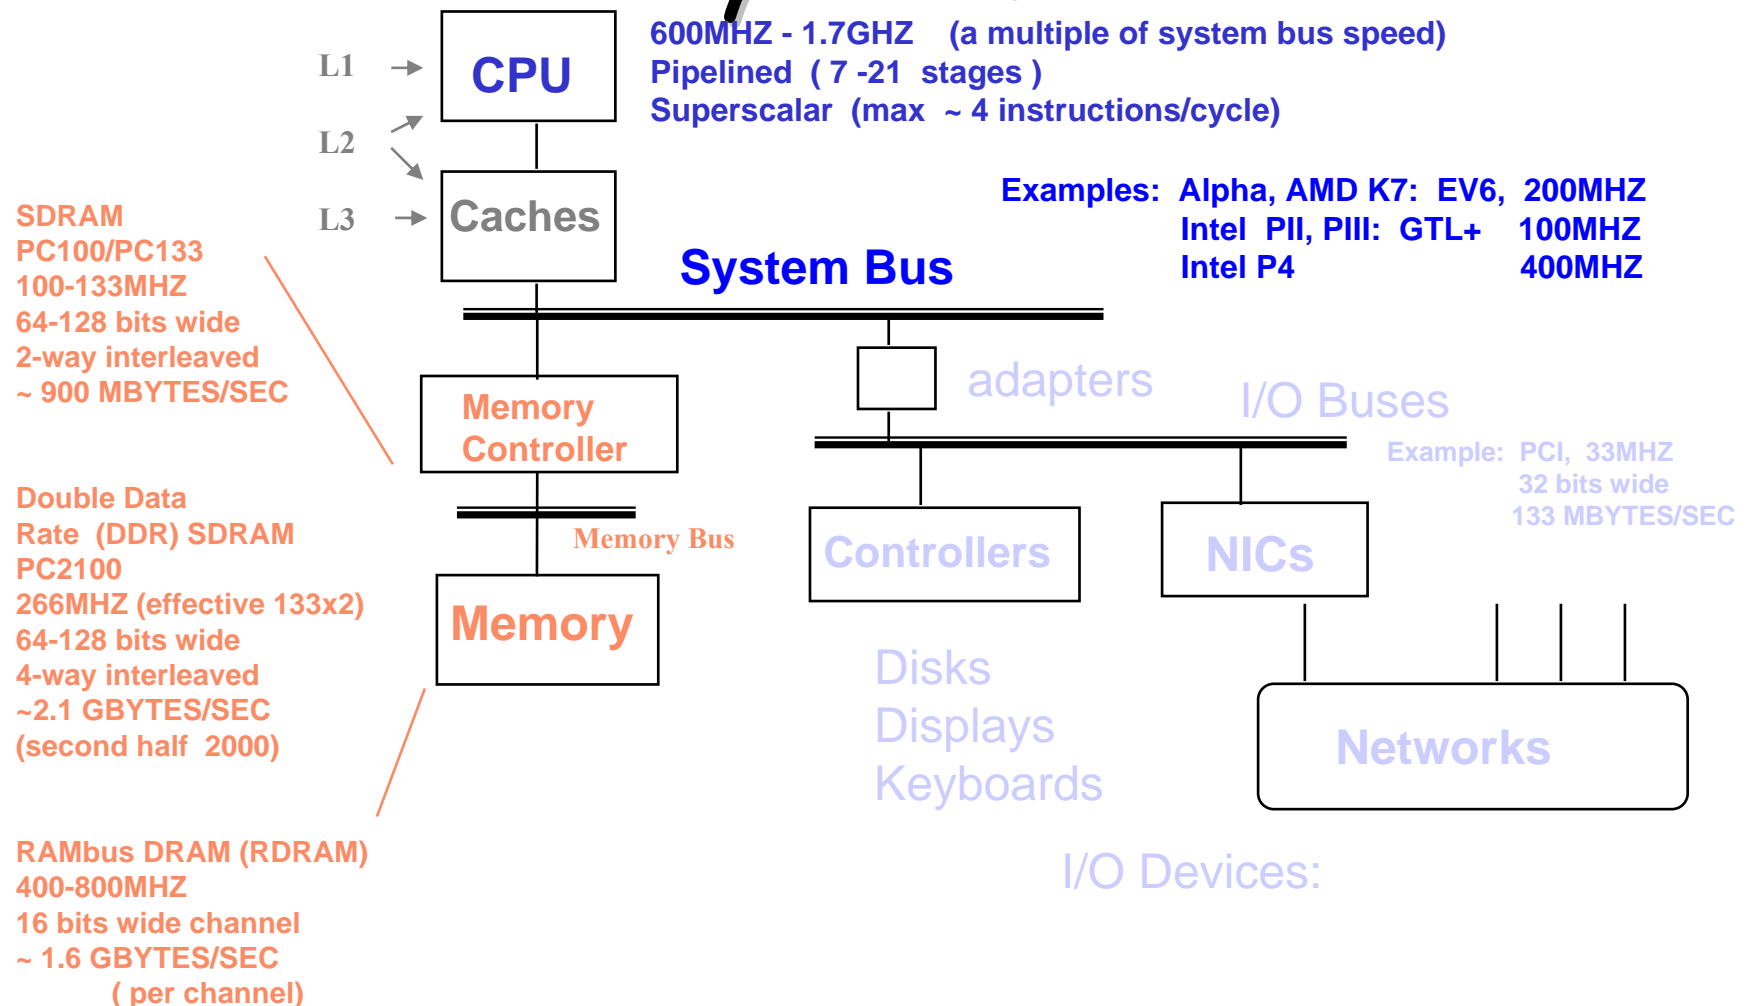 600MHZ - 1.7GHZ (a multiple of system bus speed)
Pipelined ( 7 -21 stages )
Superscalar (max ~ 4 instructions/cycle)
L1
CPU
L2
L3
Caches
Examples: Alpha, AMD K7: EV6, 200MHZ
Intel PII, PIII: GTL+ 100MHZ
Intel P4 400MHZ
System Bus
SDRAM
PC100/PC133
100-133MHZ
64-128 bits wide
2-way interleaved
~ 900 MBYTES/SEC
Memory
Controller
adapters
I/O Buses
Example: PCI, 33MHZ
32 bits wide
133 MBYTES/SEC
Double Data
Rate (DDR) SDRAM
PC2100
266MHZ (effective 133x2)
64-128 bits wide
4-way interleaved
~2.1 GBYTES/SEC
(second half 2000)
Memory Bus
Memory
Controllers
NICs
Disks
Displays
Keyboards
Networks
I/O Devices:
RAMbus DRAM (RDRAM)
400-800MHZ
16 bits wide channel
~ 1.6 GBYTES/SEC
( per channel)